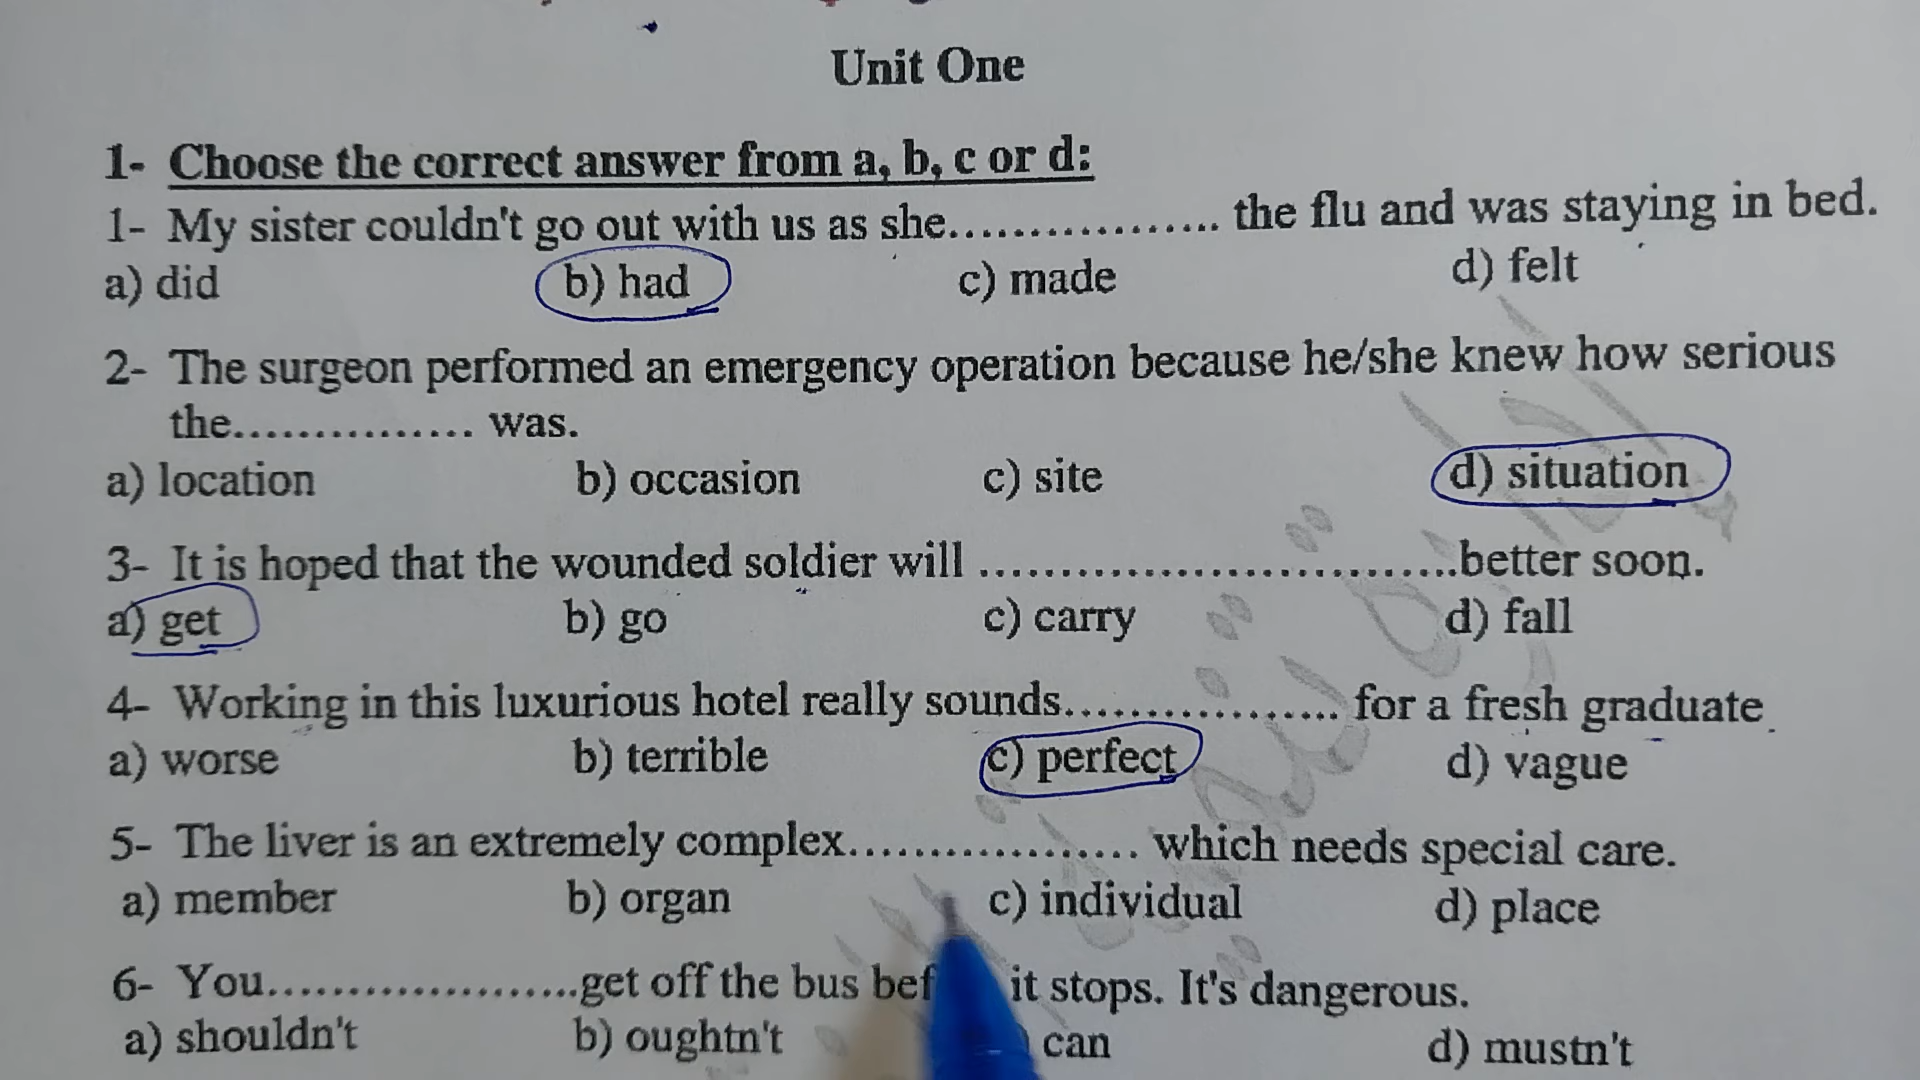 Unit One
1- Choose the correct answer from a, b, c or d:
1- My sister couldn't go out with us as she.................. the flu and was staying in bed.
a) did b) had c) made d) felt
2- The surgeon performed an emergency operation because he/she knew how serious
the............... was.
a) location b) occasion c) site d) situation
3- It is hoped that the wounded soldier will ..............................better soon.
a) get b) go c) carry d) fall
4- Working in this luxurious hotel really sounds................. for a fresh graduate.
a) worse b) terrible c) perfect d) vague
5- The liver is an extremely complex.................. which needs special care.
a) member b) organ c) individual d) place
6- You....................get off the bus it stops. It's dangerous.
a) shouldn't b) oughtn't can d) mustn't